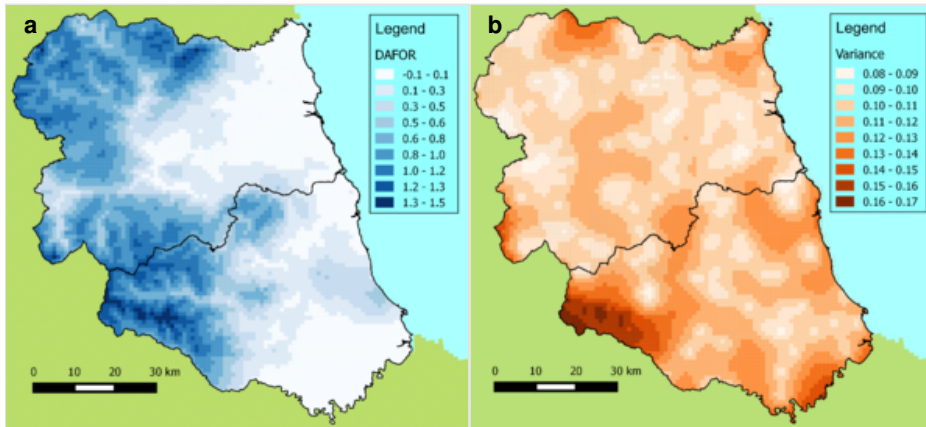 a
Legend
DAFOR
-0.1 - 0.1
0.1 - 0.3
0.3 - 0.5
0.5 - 0.6
0.6 - 0.8
0.8 - 1.0
1.0 - 1.2
1.2 - 1.3
1.3 - 1.5
0 10 20 30 km
b
Legend
Variance
0.08 - 0.09
0.09 - 0.10
0.10 - 0.11
0.11 - 0.12
0.12 - 0.13
0.13 - 0.14
0.14 - 0.15
0.15 - 0.16
0.16 - 0.17
0 10 20 30 km